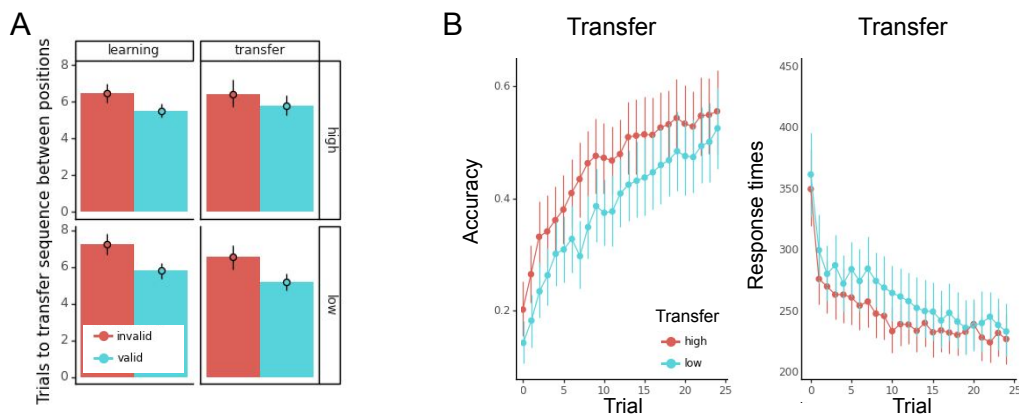 A
learning
transfer
Trials to transfer sequence between positions
8
6
4
2
0
high
8
6
4
2
0
low
invalid
valid
B
Transfer
Accuracy
0.6
0.4
0.2
Transfer
high
low
0
5
10
15
20
25
Trial
Transfer
Response times
450
400
350
300
250
200
0
5
10
15
20
25
Trial